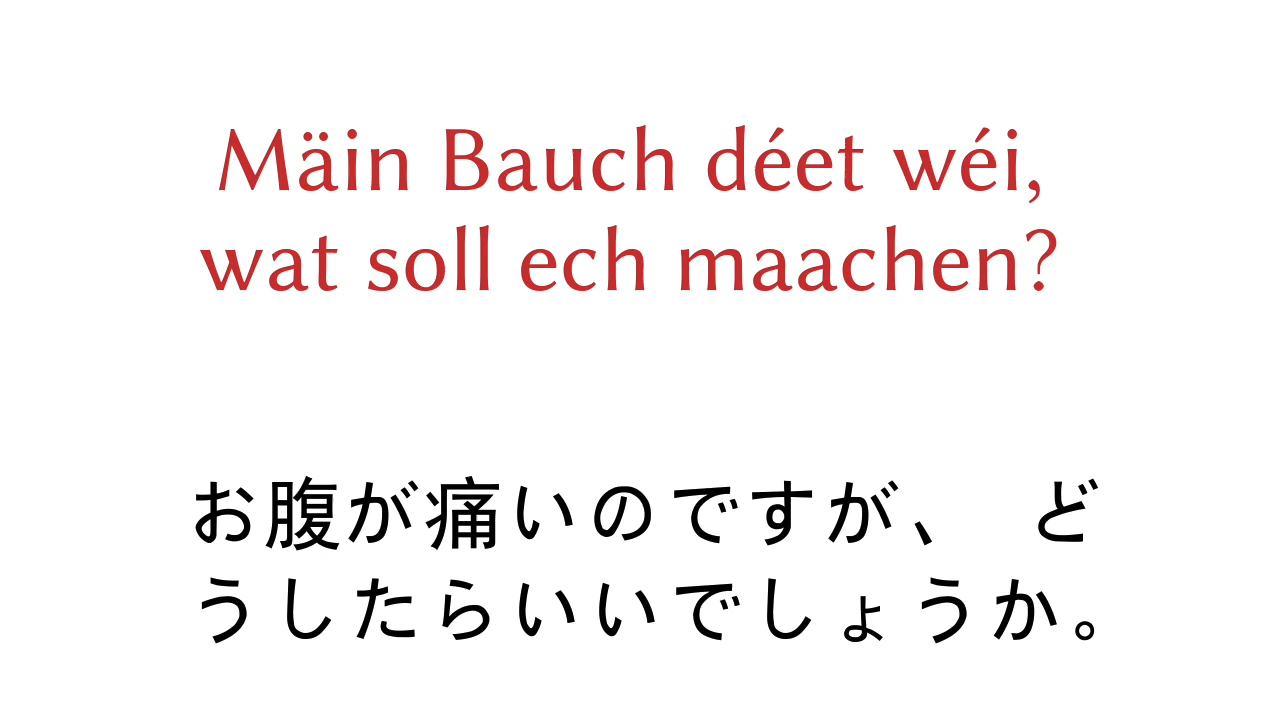 Mäin Bauch déet wéi,
wat soll ech maachen?
お腹が痛いのですが、 ど
うしたらいいでしょうか。